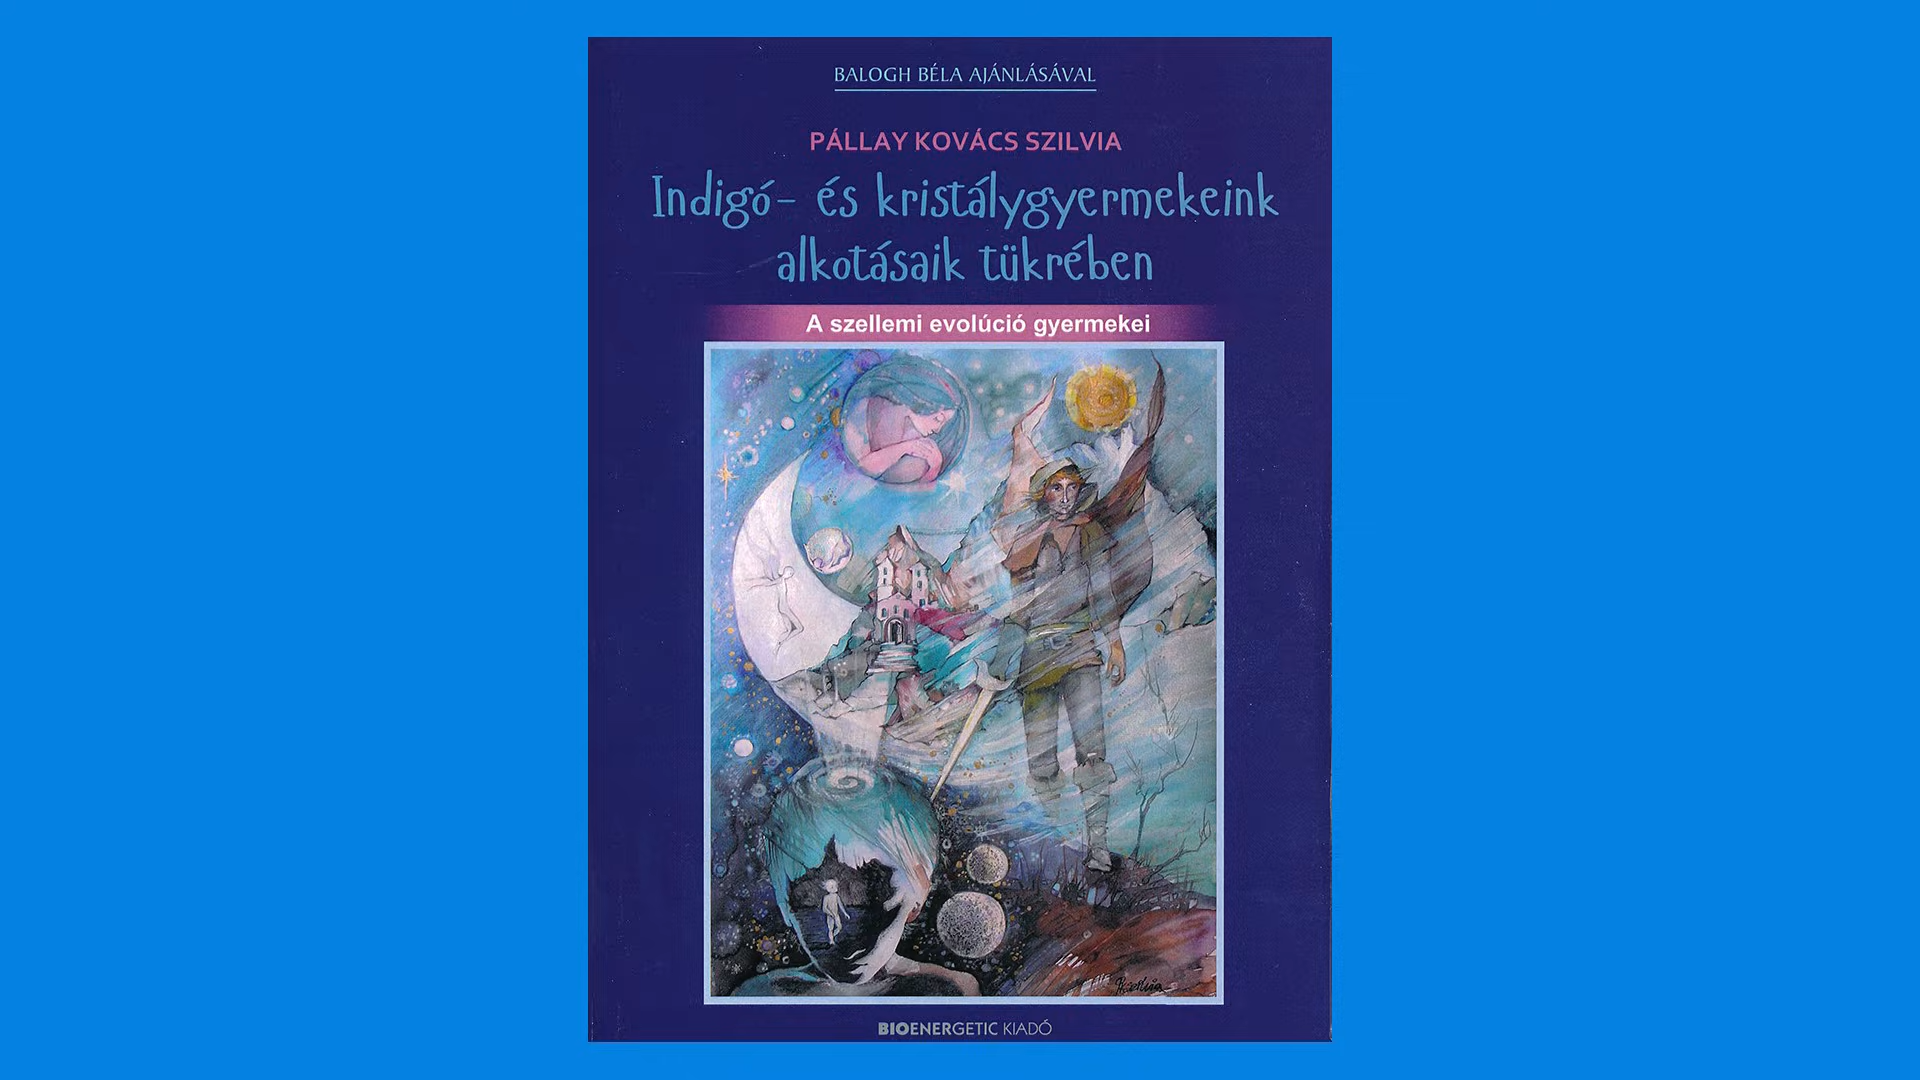 BALOGH BÉLA AJÁNLÁSÁVAL
PÁLLAY KOVÁCS SZILVIA
Indigó- és kristálygyermekeink
alkotásaik tükrében
A szellemi evolúció gyermekei
BIOENERGETIC KIADÓ